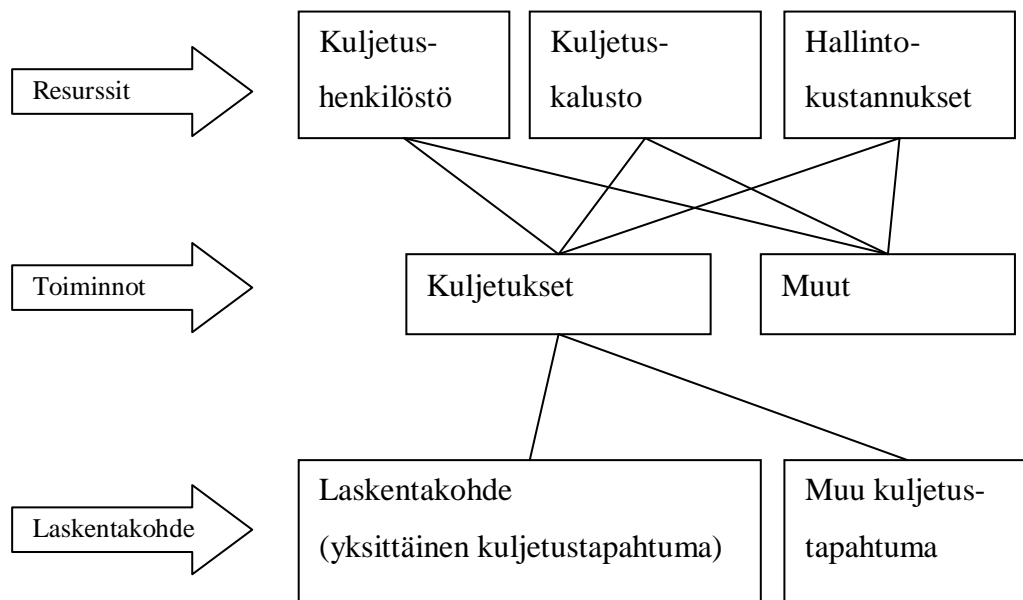 Resurssit
Kuljetus-
henkilöstö
Kuljetus-
kalusto
Hallinto-
kustannukset
Toiminnot
Kuljetukset
Muut
Laskentakohde
Laskentakohde
(yksittäinen kuljetustapahtuma)
Muu kuljetus-
tapahtuma